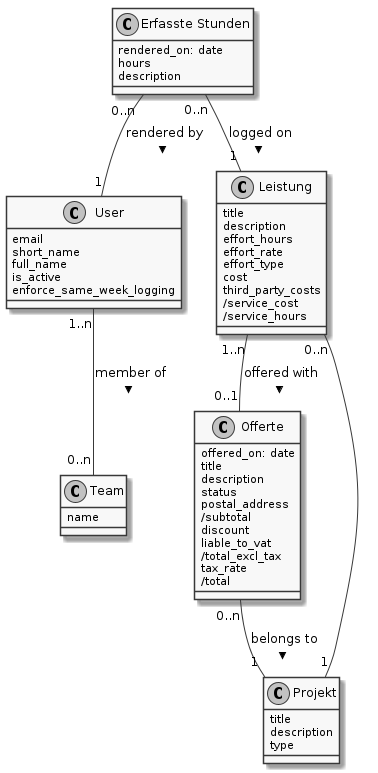 C Erfasste Stunden
rendered_on: date
hours
description
0..n
0..n
rendered by
▼
logged on
▼
1
1
C User
email
short_name
full_name
is_active
enforce_same_week_logging
C Leistung
title
description
effort_hours
effort_rate
effort_type
cost
third_party_costs
/service_cost
/service_hours
1..n
1..n
0..n
member of
▼
offered with
▼
0..1
0..n
C Offerte
offered_on: date
title
description
status
postal_address
/subtotal
discount
liable_to_vat
/total_excl_tax
tax_rate
/total
C Team
name
0..n
belongs to
▼
1
1
C Projekt
title
description
type